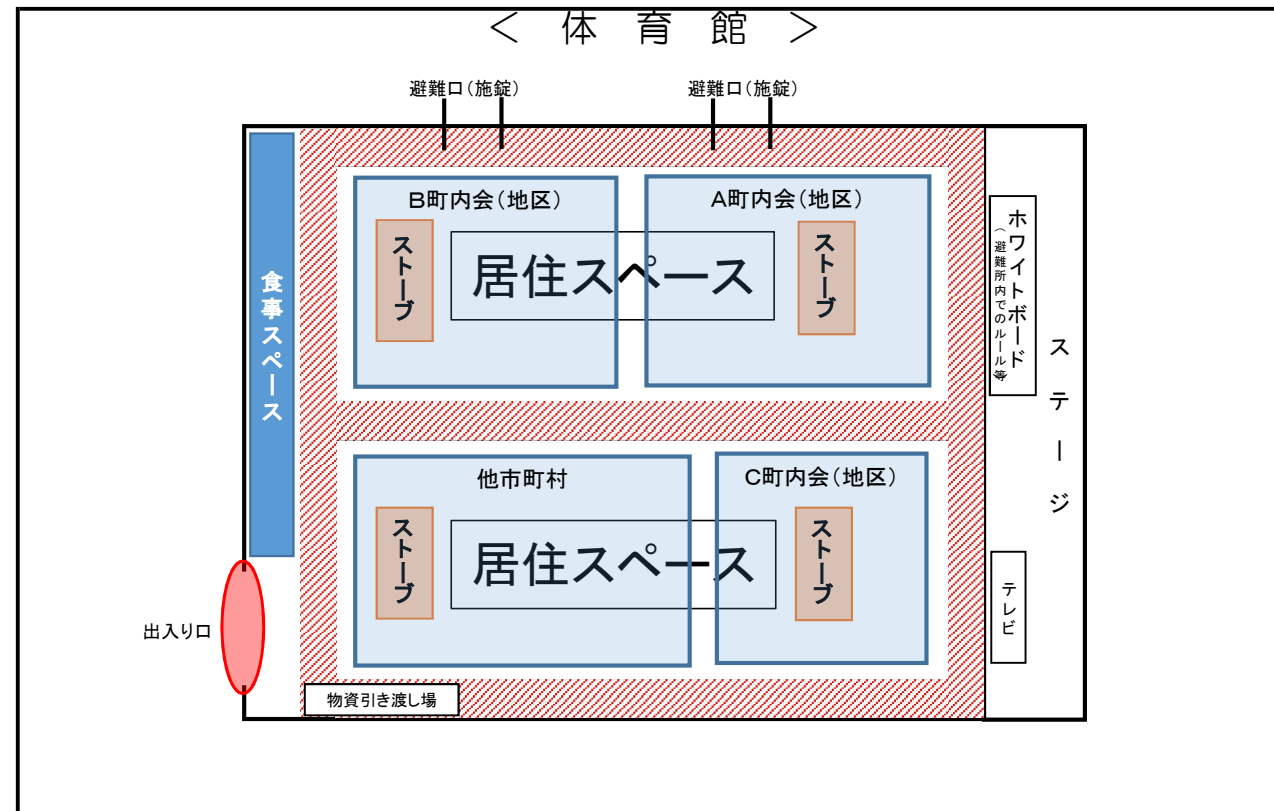 < 体 育 館 >
避難口（施錠）
避難口（施錠）
B町内会（地区）
A町内会（地区）
ストーブ
居住スペース
ストーブ
食事スペース
ホワイトボード
（避難所内でのルール等
ステージ
他市町村
C町内会（地区）
ストーブ
居住スペース
ストーブ
テレビ
出入り口
物資引き渡し場